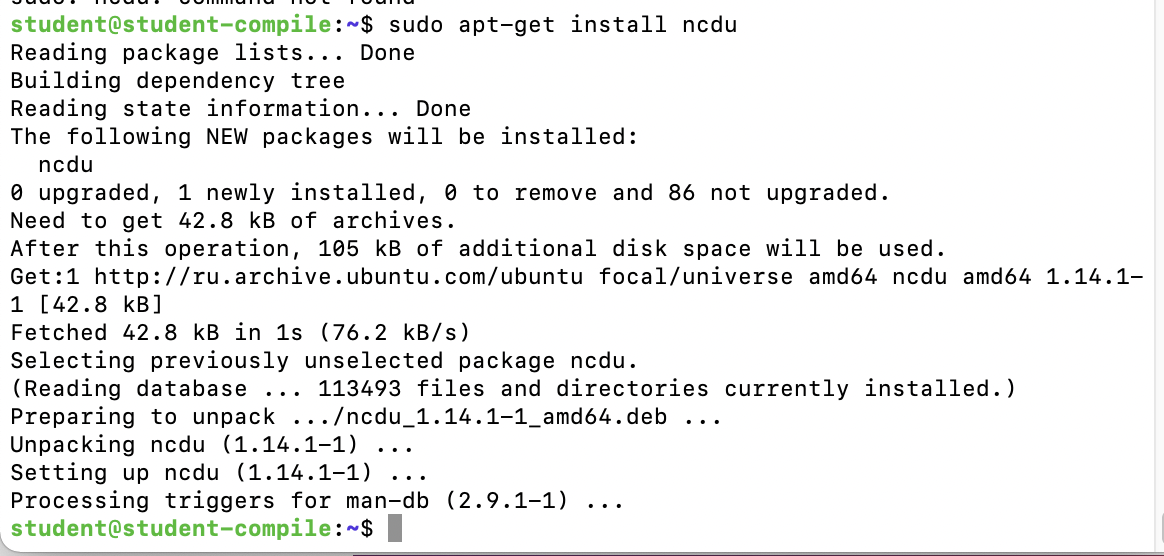 sudo: ncdu: command not found
student@student-compile:~$ sudo apt-get install ncdu
Reading package lists... Done
Building dependency tree
Reading state information... Done
The following NEW packages will be installed:
  ncdu
0 upgraded, 1 newly installed, 0 to remove and 86 not upgraded.
Need to get 42.8 kB of archives.
After this operation, 105 kB of additional disk space will be used.
Get:1 http://ru.archive.ubuntu.com/ubuntu focal/universe amd64 ncdu amd64 1.14.1-
1 [42.8 kB]
Fetched 42.8 kB in 1s (76.2 kB/s)
Selecting previously unselected package ncdu.
(Reading database ... 113493 files and directories currently installed.)
Preparing to unpack .../ncdu_1.14.1-1_amd64.deb ...
Unpacking ncdu (1.14.1-1) ...
Setting up ncdu (1.14.1-1) ...
Processing triggers for man-db (2.9.1-1) ...
student@student-compile:~$